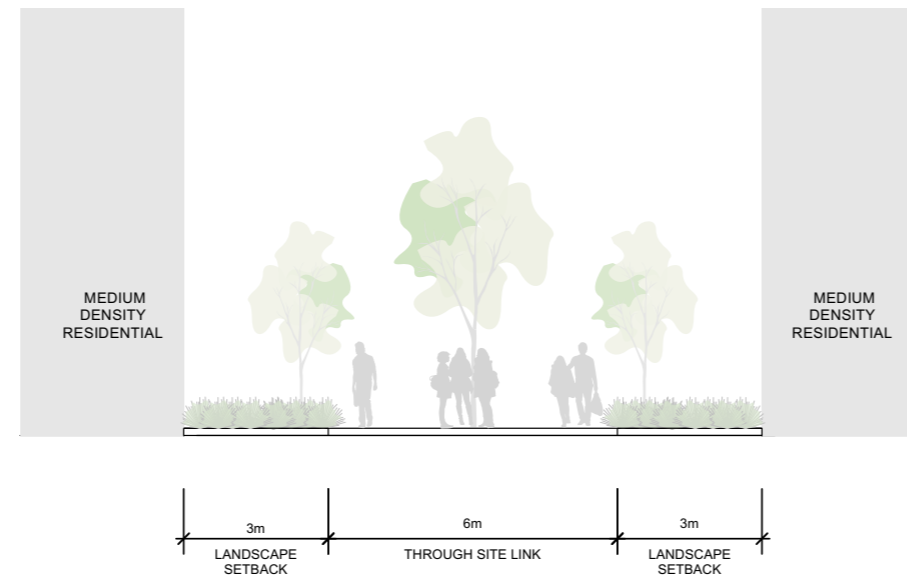 MEDIUM
DENSITY
RESIDENTIAL
MEDIUM
DENSITY
RESIDENTIAL
3m
6m
3m
LANDSCAPE
SETBACK
THROUGH SITE LINK
LANDSCAPE
SETBACK